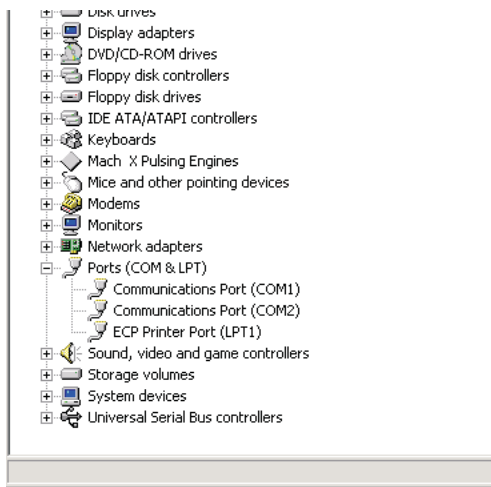 Disk drives
Display adapters
DVD/CD-ROM drives
Floppy disk controllers
Floppy disk drives
IDE ATA/ATAPI controllers
Keyboards
Mach X Pulsing Engines
Mice and other pointing devices
Modems
Monitors
Network adapters
Ports (COM & LPT)
Communications Port (COM1)
Communications Port (COM2)
ECP Printer Port (LPT1)
Sound, video and game controllers
Storage volumes
System devices
Universal Serial Bus controllers